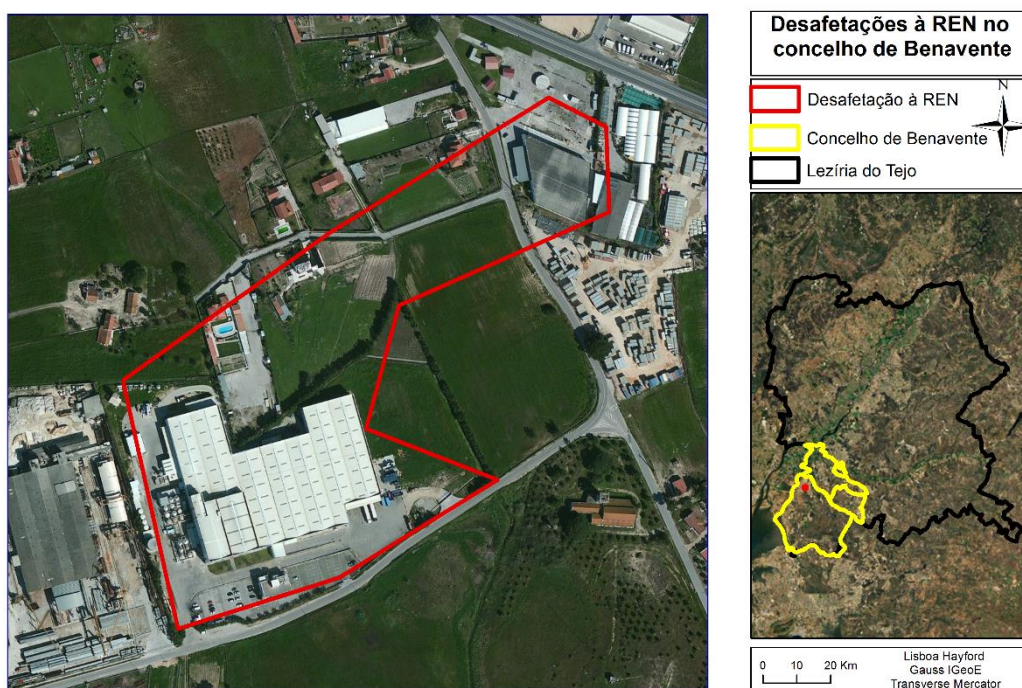 Desafetações à REN no
concelho de Benavente
N
Desafetação à REN
Concelho de Benavente
Lezíria do Tejo
0 10 20 Km
Lisboa Hayford
Gauss IGeoE
Transverse Mercator